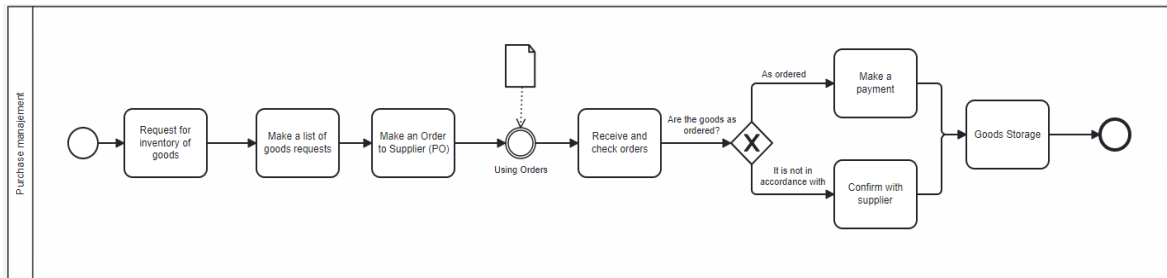 Purchase manajement
Request for
inventory of
goods
Make a list of
goods requests
Make an Order
to Supplier (PO)
Using Orders
Receive and
check orders
Are the goods as
ordered?
As ordered
Make a
payment
It is not in
accordance with
Confirm with
supplier
Goods Storage